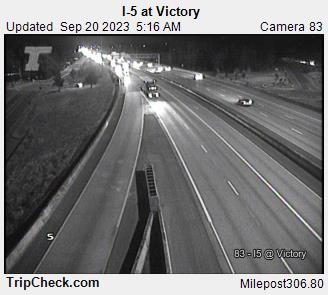 I-5 at Victory
Updated Sep 20 2023 5:16 AM Camera 83
T
S
83 - I5 @ Victory
TripCheck.com Milepost306.80